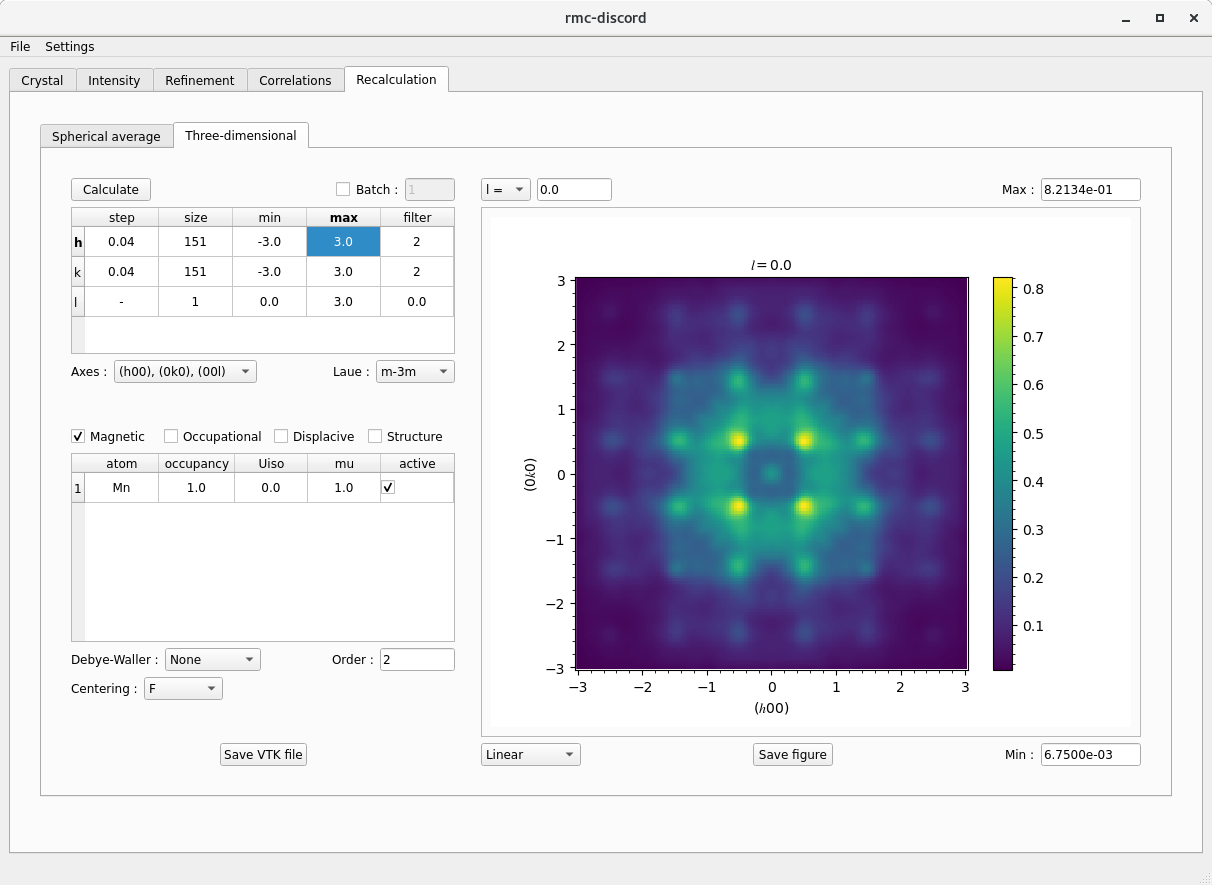 rmc-discord
File Settings
Crystal Intensity Refinement Correlations Recalculation
Spherical average Three-dimensional
Calculate Batch : 1 l = 0.0 Max : 8.2134e-01
step size min max filter
h 0.04 151 -3.0 3.0 2
k 0.04 151 -3.0 3.0 2
l - 1 0.0 3.0 0.0
Axes : (h00), (0k0), (00l) Laue : m-3m
Magnetic Occupational Displacive Structure
atom occupancy Uiso mu active
1 Mn 1.0 0.0 1.0
Debye-Waller : None Order : 2
Centering : F
Save VTK file
l = 0.0
3
2
1
0
−1
−2
−3
(0k0)
−3 −2 −1 0 1 2 3
(h00)
0.8
0.7
0.6
0.5
0.4
0.3
0.2
0.1
Linear Save figure Min : 6.7500e-03